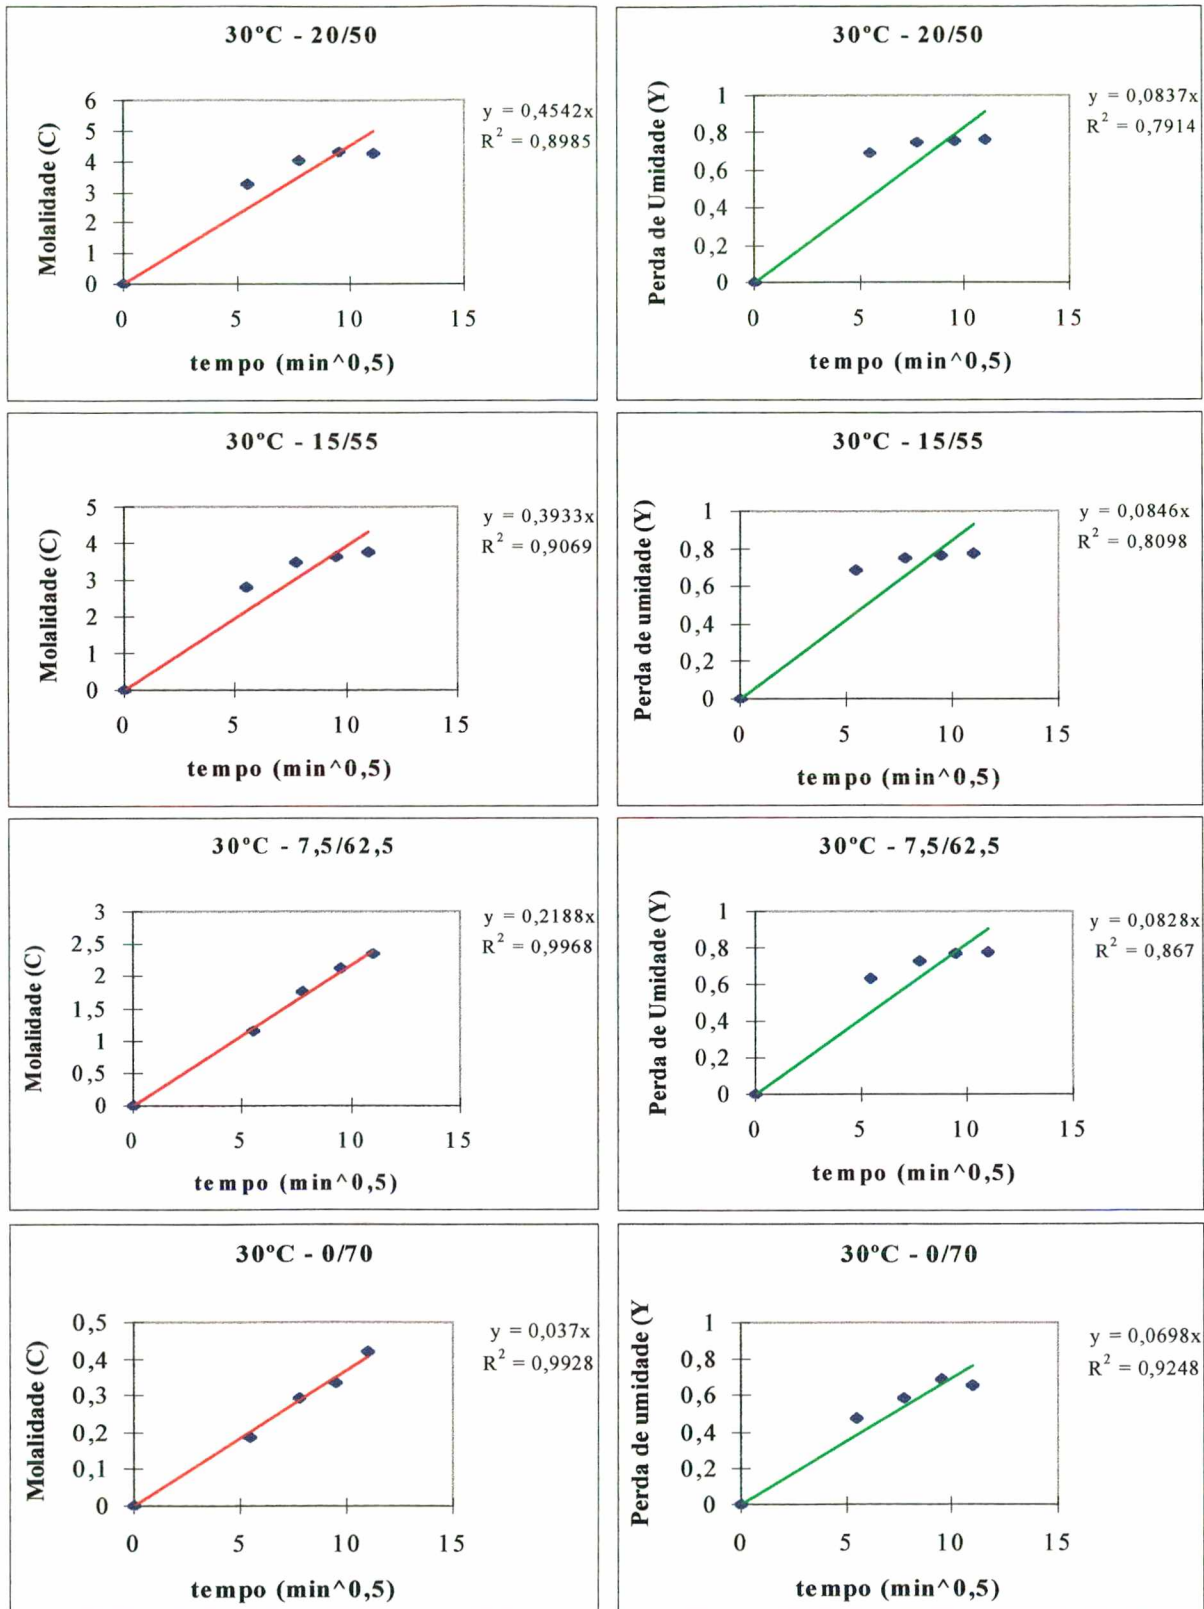 30ºC - 20/50
Molalidade (C)
6
5
4
3
2
1
0
0 5 10 15
tempo (min^0,5)
y = 0,4542x
R² = 0,8985
30ºC - 20/50
Perda de Umidade (Y)
1
0,8
0,6
0,4
0,2
0
0 5 10 15
tempo (min^0,5)
y = 0,0837x
R² = 0,7914
30ºC - 15/55
Molalidade (C)
5
4
3
2
1
0
0 5 10 15
tempo (min^0,5)
y = 0,3933x
R² = 0,9069
30ºC - 15/55
Perda de umidade (Y)
1
0,8
0,6
0,4
0,2
0
0 5 10 15
tempo (min^0,5)
y = 0,0846x
R² = 0,8098
30ºC - 7,5/62,5
Molalidade (C)
3
2,5
2
1,5
1
0,5
0
0 5 10 15
tempo (min^0,5)
y = 0,2188x
R² = 0,9968
30ºC - 7,5/62,5
Perda de Umidade (Y)
1
0,8
0,6
0,4
0,2
0
0 5 10 15
tempo (min^0,5)
y = 0,0828x
R² = 0,867
30ºC - 0/70
Molalidade (C)
0,5
0,4
0,3
0,2
0,1
0
0 5 10 15
tempo (min^0,5)
y = 0,037x
R² = 0,9928
30ºC - 0/70
Perda de umidade (Y
1
0,8
0,6
0,4
0,2
0
0 5 10 15
tempo (min^0,5)
y = 0,0698x
R² = 0,9248